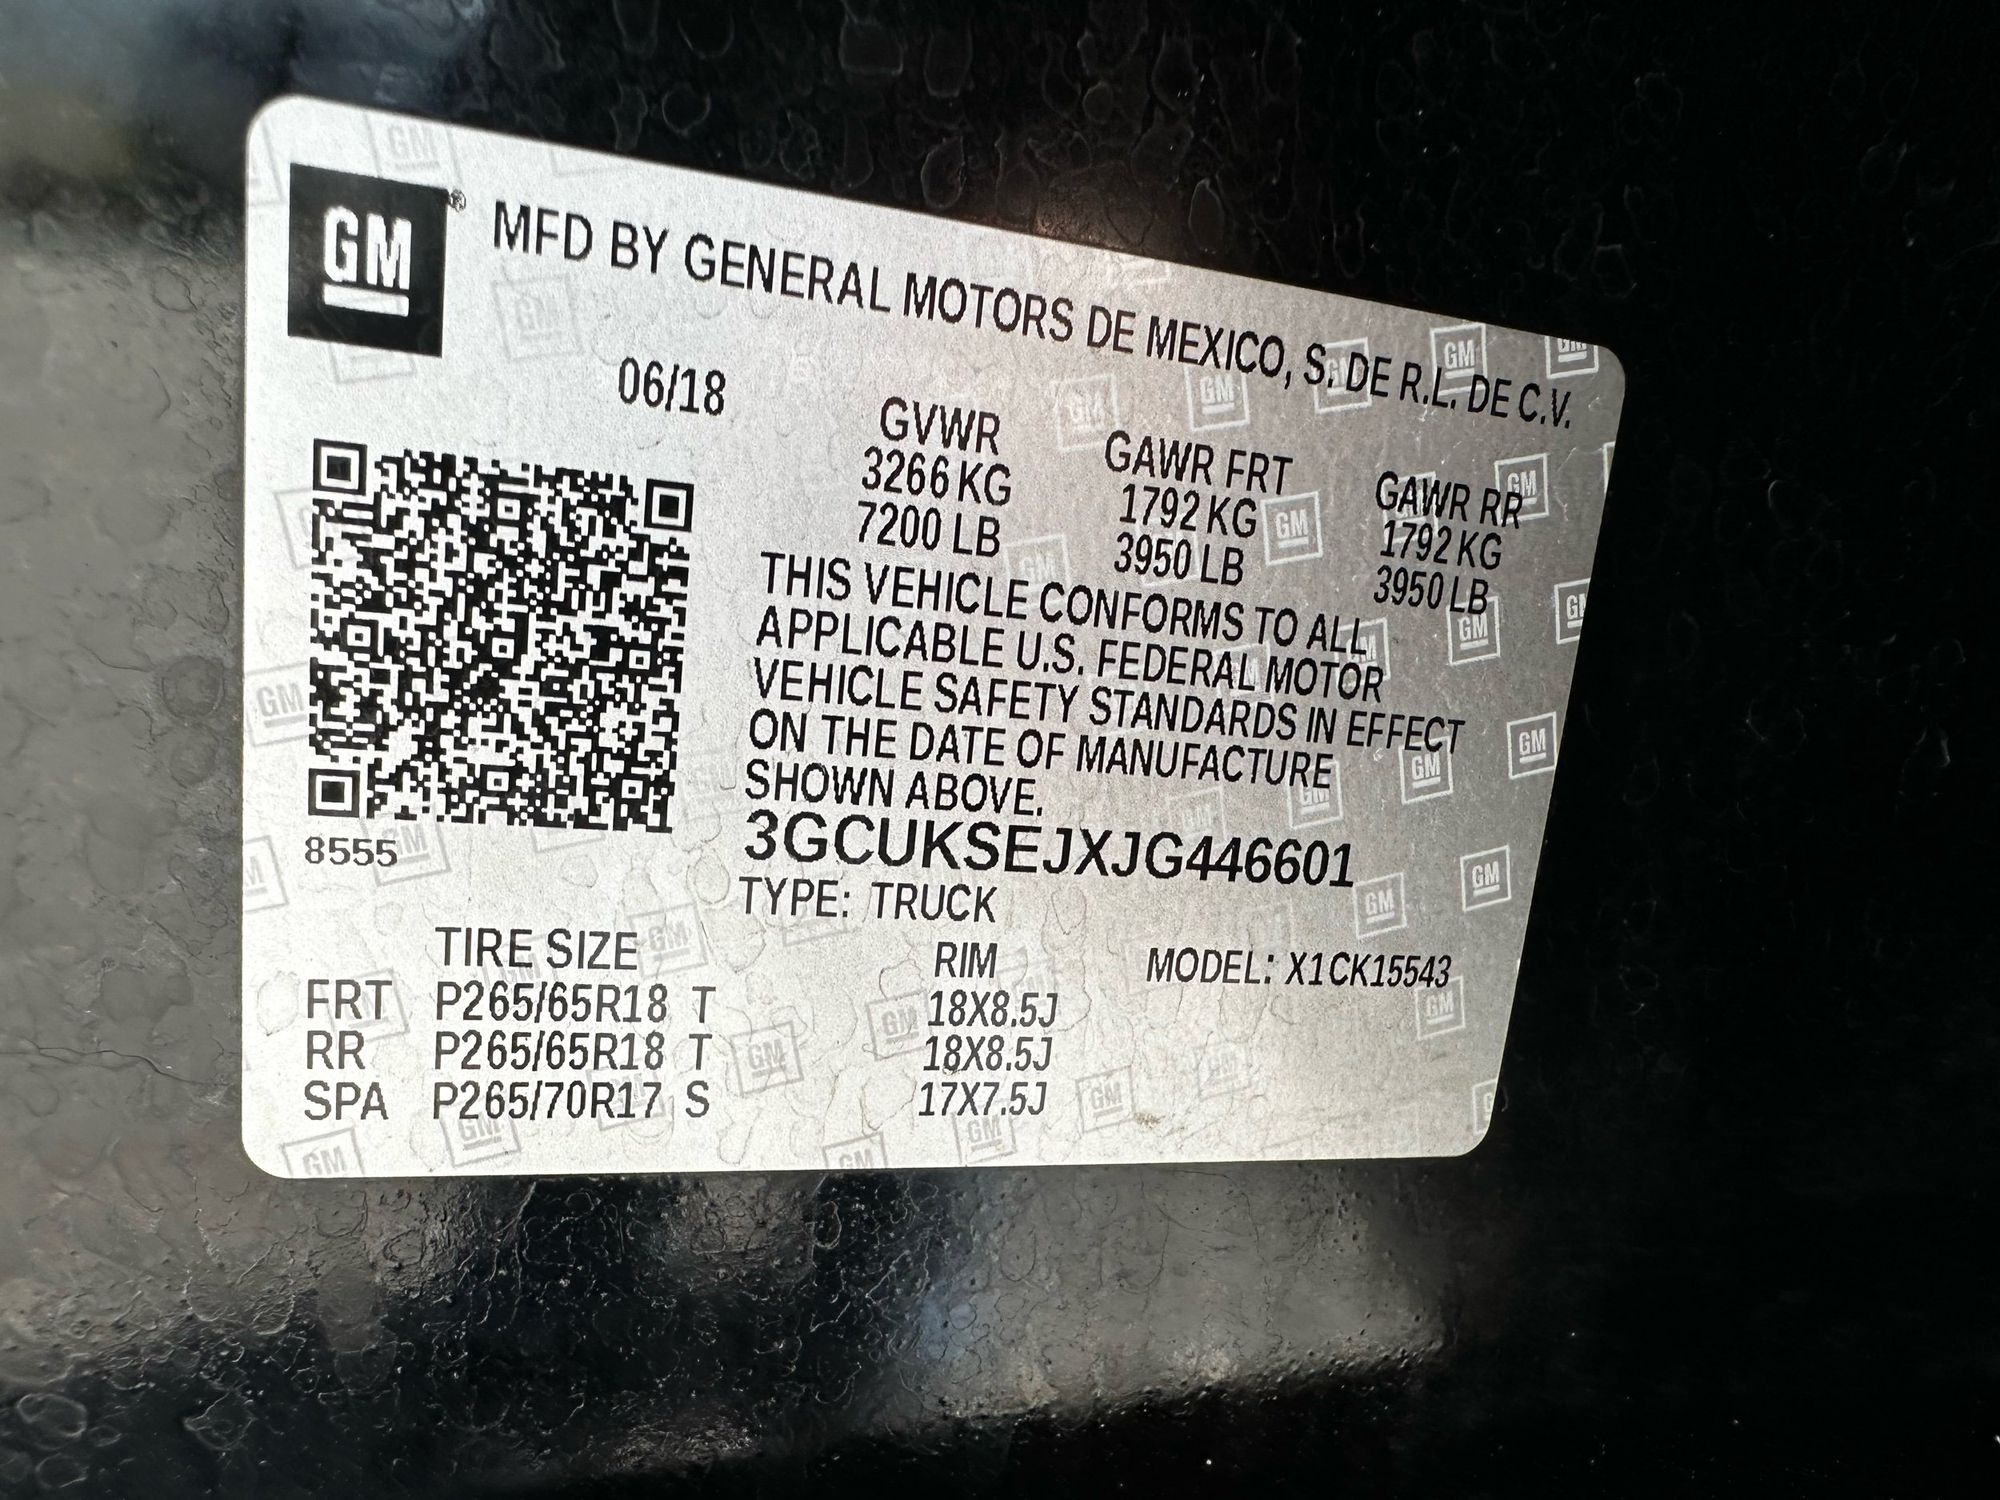 GM® MFD BY GENERAL MOTORS DE MEXICO, S. DE R.L. DE C.V.
06/18
GVWR GAWR FRT GAWR RR
3266 KG 1792 KG 1792 KG
7200 LB 3950 LB 3950 LB
THIS VEHICLE CONFORMS TO ALL
APPLICABLE U.S. FEDERAL MOTOR
VEHICLE SAFETY STANDARDS IN EFFECT
ON THE DATE OF MANUFACTURE
SHOWN ABOVE.
8555
3GCUKSEJXJG446601
TYPE: TRUCK
TIRE SIZE RIM MODEL: X1CK15543
FRT P265/65R18 T 18X8.5J
RR P265/65R18 T 18X8.5J
SPA P265/70R17 S 17X7.5J